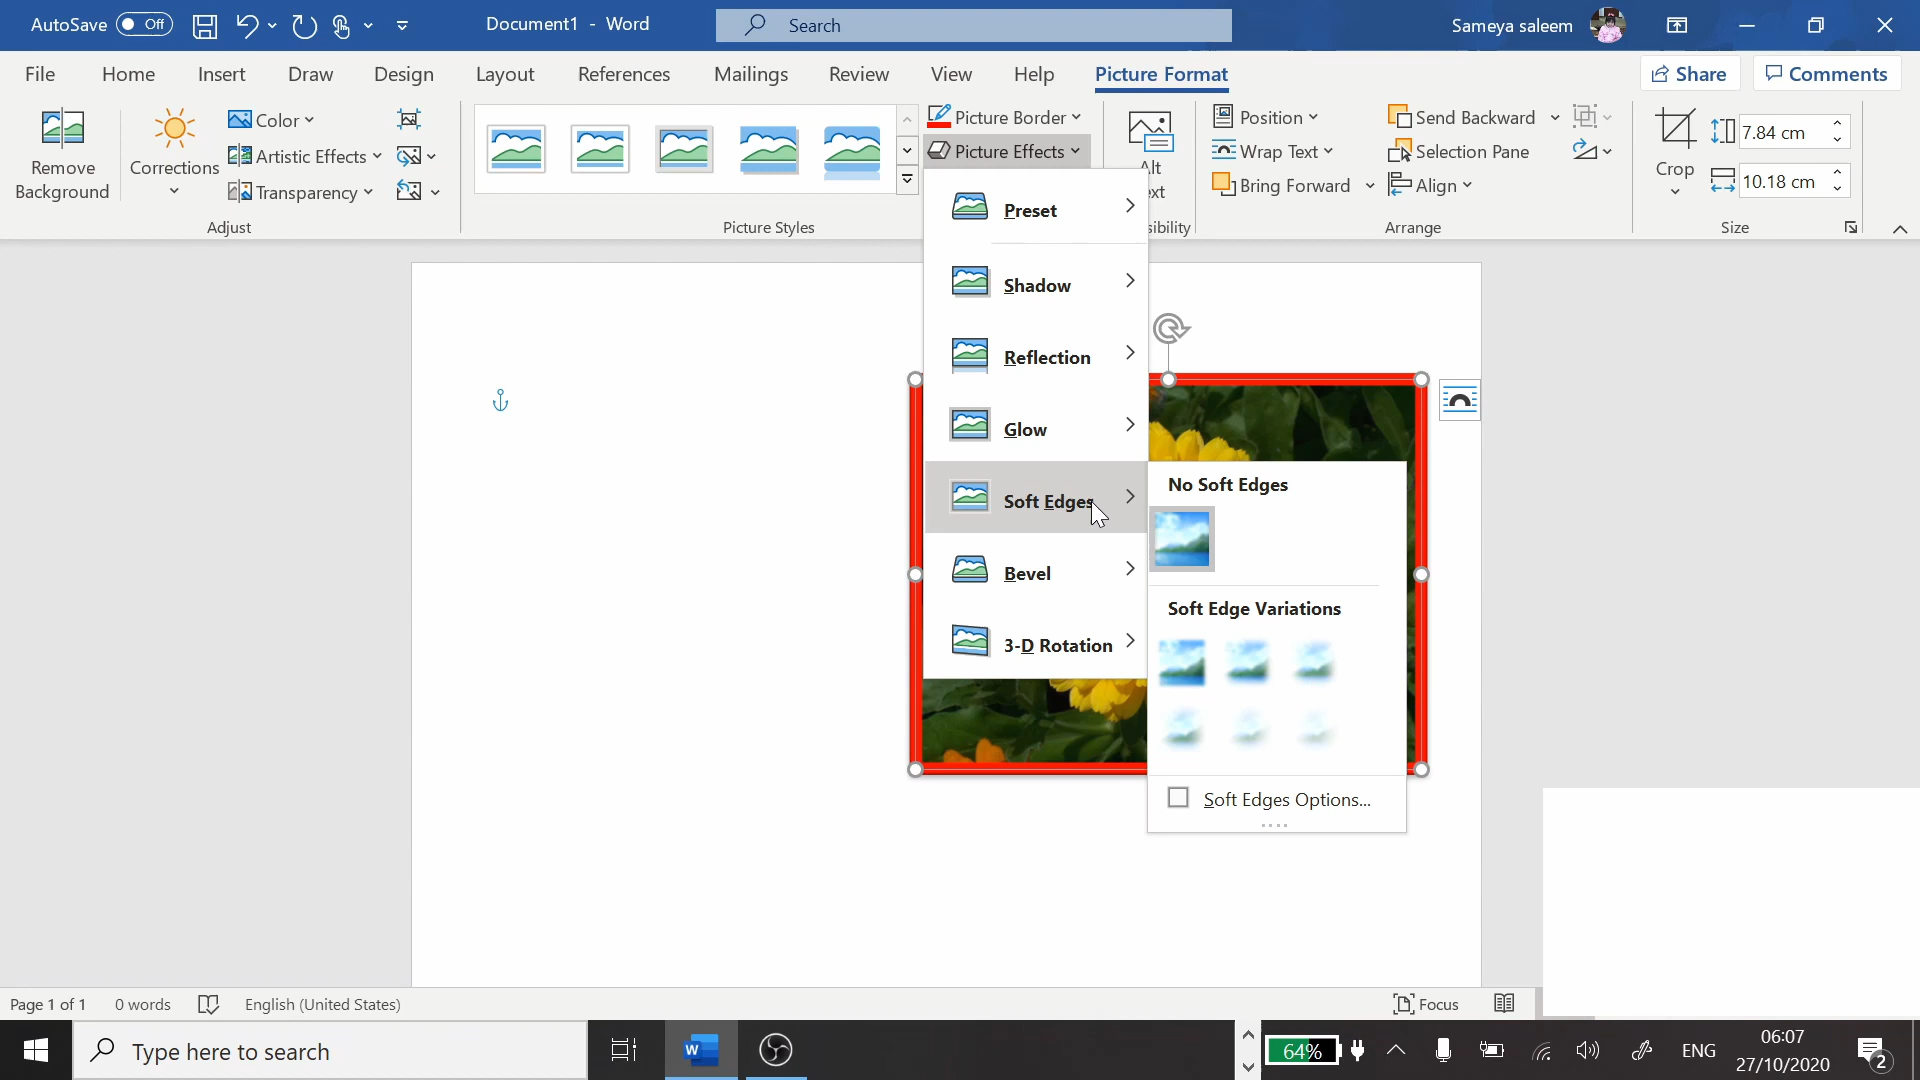 AutoSave Off
Document1 - Word
Search
Sameya saleem
File Home Insert Draw Design Layout References Mailings Review View Help Picture Format
Share
Comments
Remove Background
Corrections
Color
Artistic Effects
Transparency
Adjust
Picture Styles
Picture Border
Picture Effects
Alt
ext
sibility
Position
Wrap Text
Bring Forward
Send Backward
Selection Pane
Align
Arrange
Crop
7.84 cm
10.18 cm
Size
Preset
Shadow
Reflection
Glow
Soft Edges
Bevel
3-D Rotation
No Soft Edges
Soft Edge Variations
Soft Edges Options...
Page 1 of 1
0 words
English (United States)
Focus
Type here to search
W
64%
ENG
06:07
27/10/2020
2